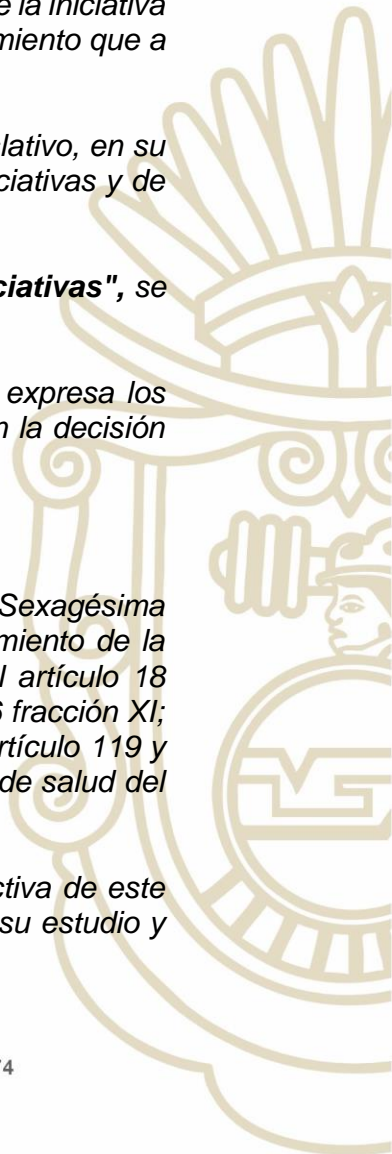 e la iniciativa
miento que a
lativo, en su
ciativas y de
ciativas", se
expresa los
n la decisión
Sexagésima
miento de la
l artículo 18
fracción XI;
rtículo 119 y
de salud del
ctiva de este
su estudio y